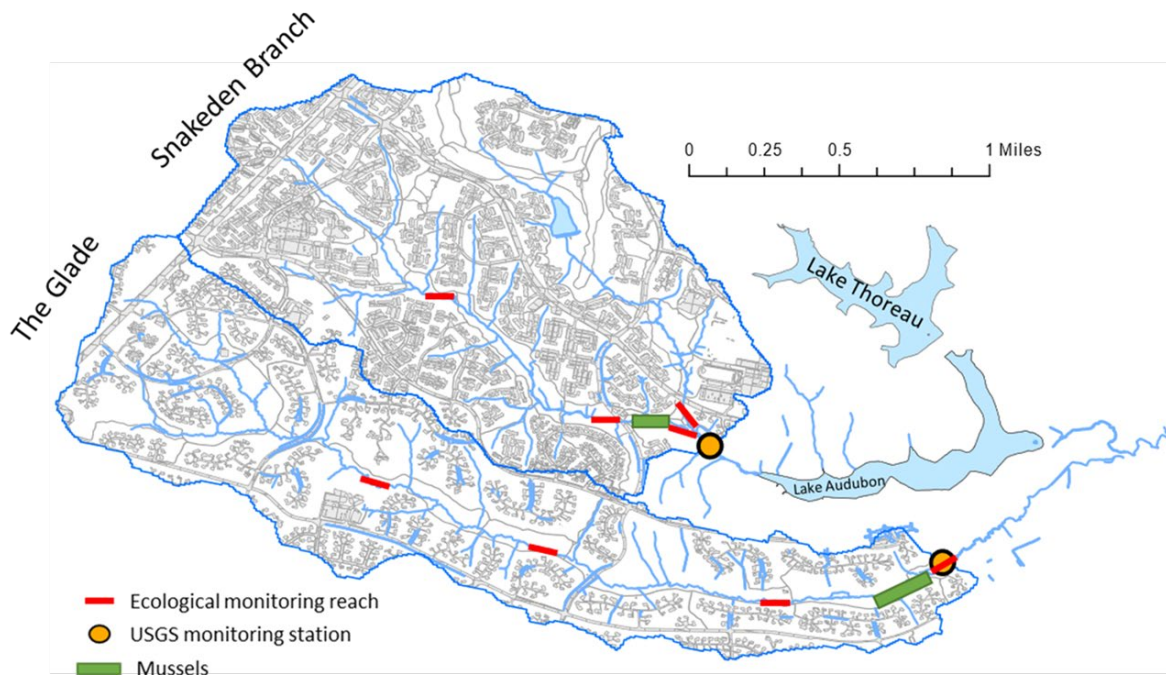 Snakeden Branch
The Glade
0 0.25 0.5 1 Miles
Lake Thoreau
Lake Audubon
Ecological monitoring reach
USGS monitoring station
Mussels